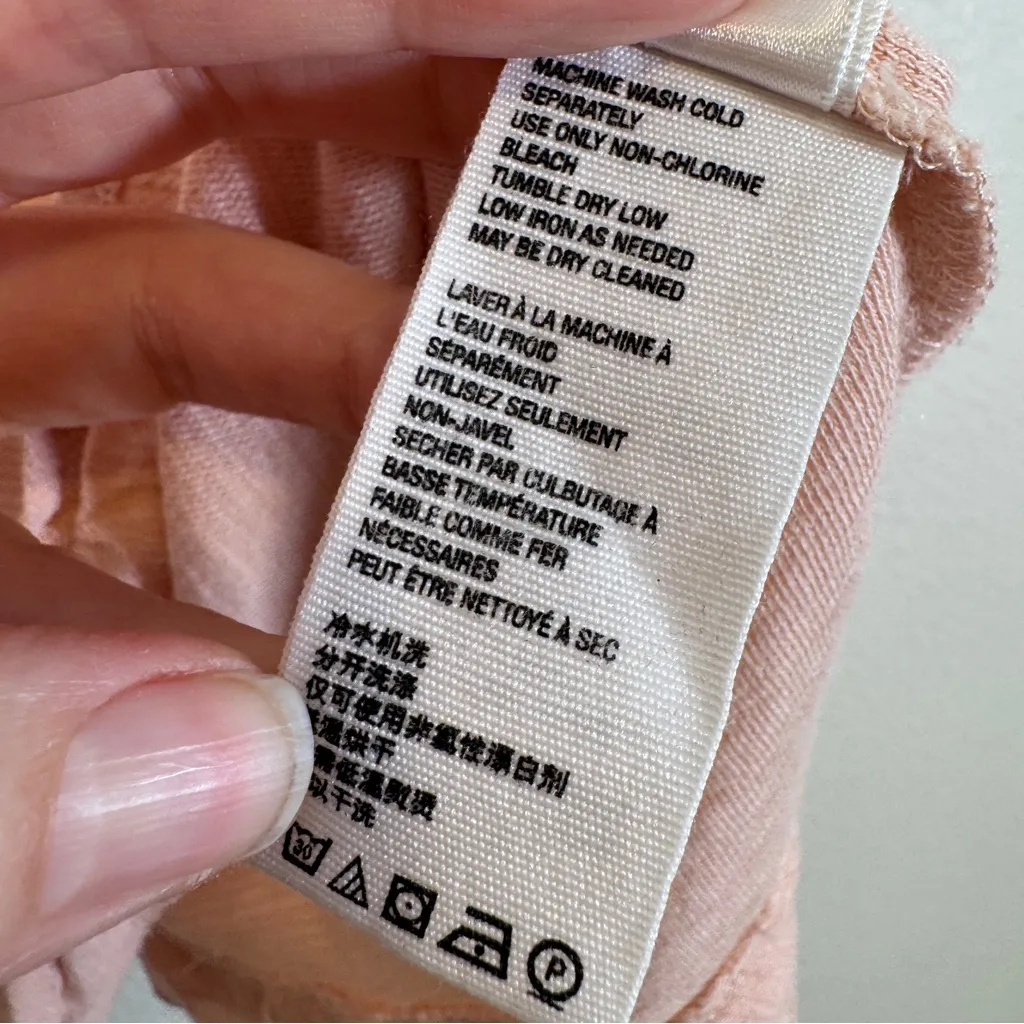 MACHINE WASH COLD
SEPARATELY
USE ONLY NON-CHLORINE
BLEACH
TUMBLE DRY LOW
LOW IRON AS NEEDED
MAY BE DRY CLEANED
LAVER À LA MACHINE À
L'EAU FROID
SÉPARÉMENT
UTILISEZ SEULEMENT
NON-JAVEL
SECHER PAR CULBUTAGE À
BASSE TEMPÉRATURE
FAIBLE COMME FER
NÉCESSAIRES
PEUT ÊTRE NETTOYÉ À SEC
冷水机洗
分开洗涤
仅可使用非氯性漂白剂
温烘干
低温熨烫
以干洗
30
P